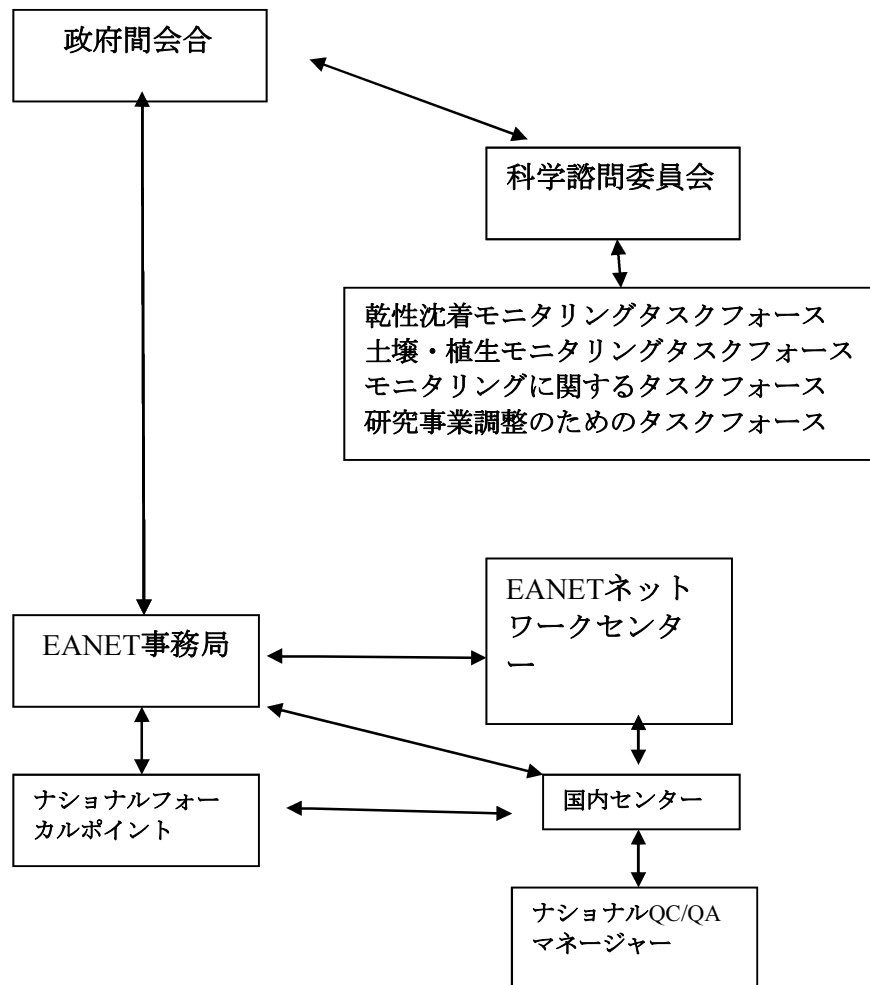 政府間会合
科学諮問委員会
乾性沈着モニタリングタスクフォース
土壌・植生モニタリングタスクフォース
モニタリングに関するタスクフォース
研究事業調整のためのタスクフォース
EANETネット
ワークセンタ
ー
EANET事務局
ナショナルフォー
カルポイント
国内センター
ナショナルQC/QA
マネージャー